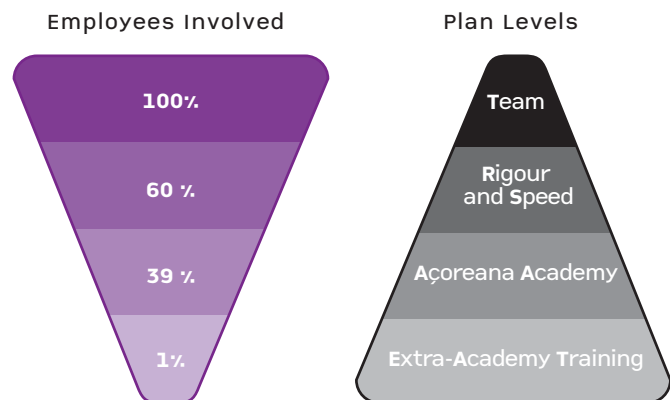 Employees Involved
Plan Levels
100%
Team
60 %
Rigour
and Speed
39 %
Açoreana Academy
1%
Extra-Academy Training